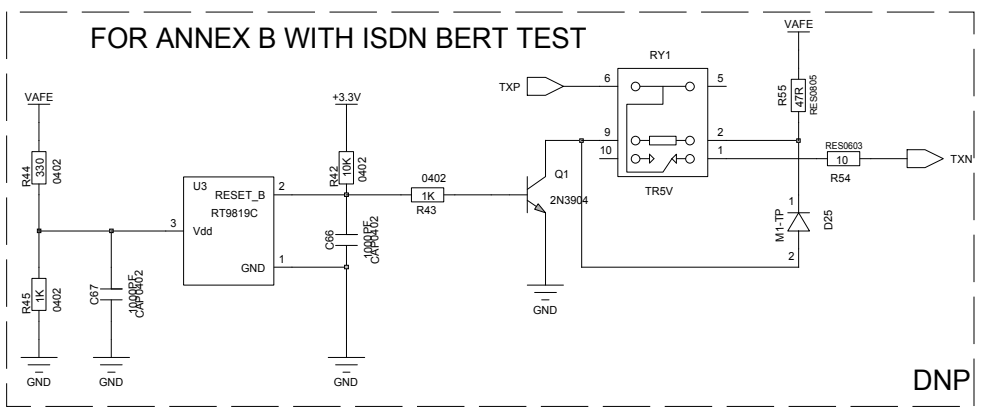 FOR ANNEX B WITH ISDN BERT TEST
VAFE
R44
330
0402
R45
1K
0402
GND
C67
1000PF
CAP0402
GND
U3
RESET_B
RT9819C
Vdd
GND
3
2
1
+3.3V
R42
10K
0402
C66
1000PF
CAP0402
GND
0402
1K
R43
Q1
2N3904
GND
TXP
RY1
6
5
9
2
10
1
TR5V
VAFE
R55
47R
RES0805
RES0603
10
R54
TXN
1
M1-TP
D25
2
DNP